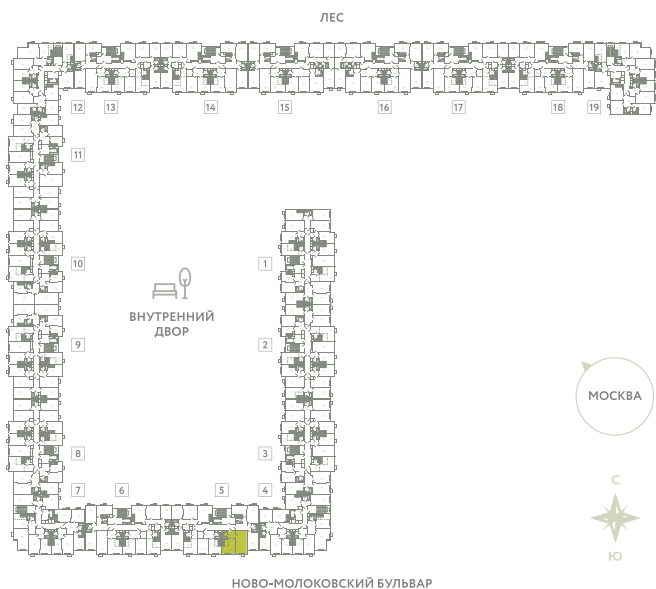 ЛЕС
12 13 14 15 16 17 18 19
11
10 1
ВНУТРЕННИЙ
ДВОР
9 2
МОСКВА
8 3
7 6 5 4
С
Ю
НОВО-МОЛОКОВСКИЙ БУЛЬВАР